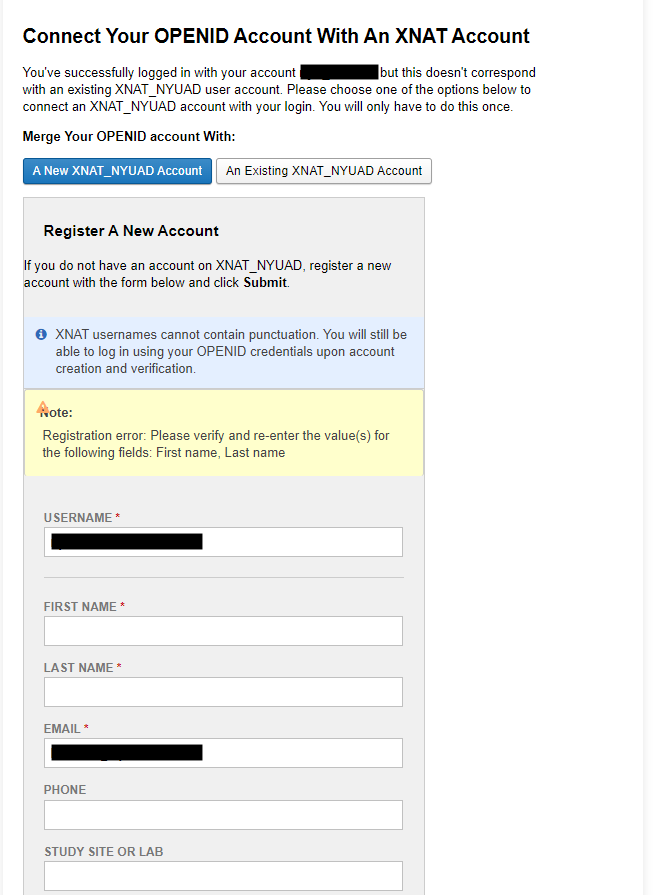 Connect Your OPENID Account With An XNAT Account
You've successfully logged in with your account but this doesn't correspond
with an existing XNAT_NYUAD user account. Please choose one of the options below to
connect an XNAT_NYUAD account with your login. You will only have to do this once.
Merge Your OPENID account With:
A New XNAT_NYUAD Account
An Existing XNAT_NYUAD Account
Register A New Account
If you do not have an account on XNAT_NYUAD, register a new
account with the form below and click Submit.
XNAT usernames cannot contain punctuation. You will still be
able to log in using your OPENID credentials upon account
creation and verification.
Note:
Registration error: Please verify and re-enter the value(s) for
the following fields: First name, Last name
USERNAME *
FIRST NAME *
LAST NAME *
EMAIL *
PHONE
STUDY SITE OR LAB